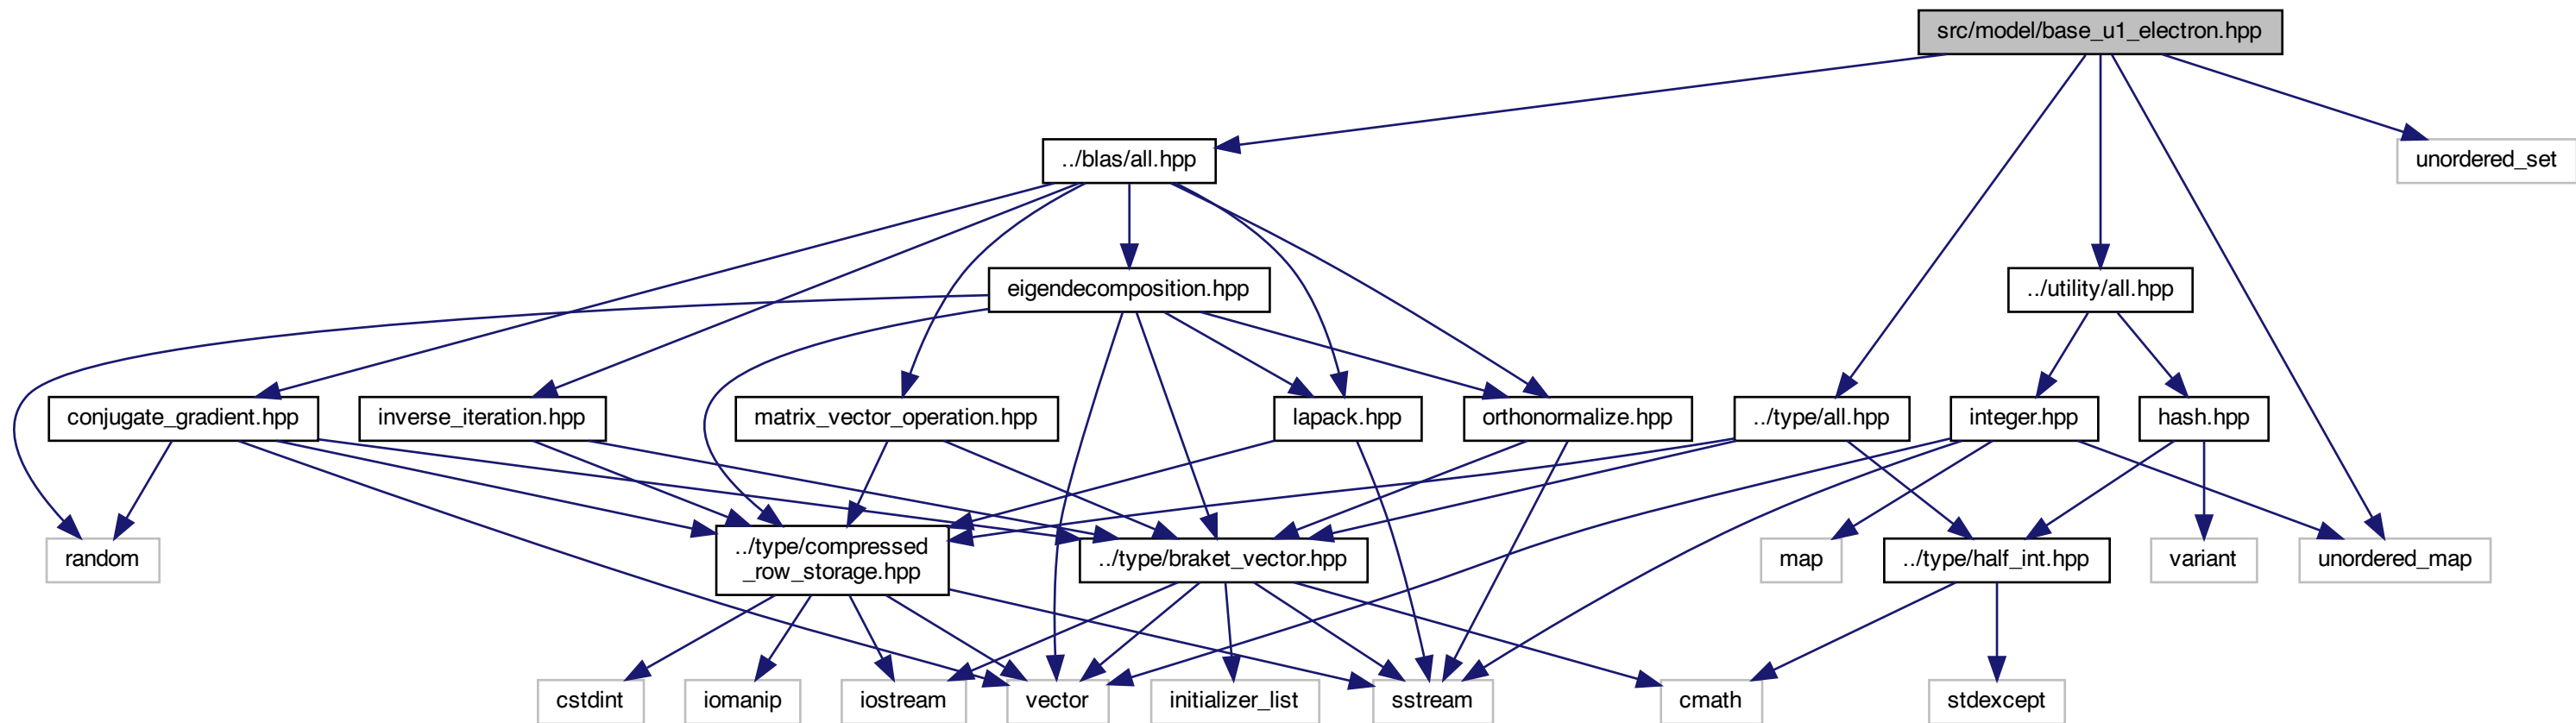 src/model/base_u1_electron.hpp
../blas/all.hpp
unordered_set
eigendecomposition.hpp
../utility/all.hpp
conjugate_gradient.hpp
inverse_iteration.hpp
matrix_vector_operation.hpp
lapack.hpp
orthonormalize.hpp
../type/all.hpp
integer.hpp
hash.hpp
random
../type/compressed
_row_storage.hpp
../type/braket_vector.hpp
map
../type/half_int.hpp
variant
unordered_map
cstdint
iomanip
iostream
vector
initializer_list
sstream
cmath
stdexcept